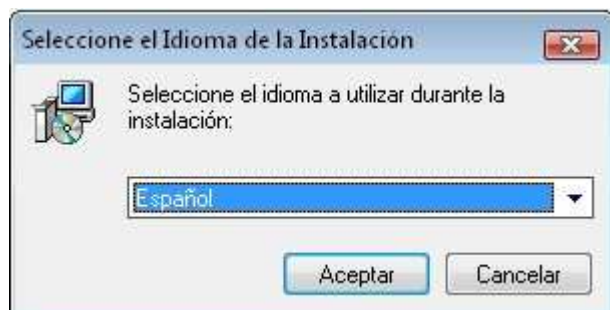 Seleccione el Idioma de la Instalación
Seleccione el idioma a utilizar durante la
instalación:
Español
Aceptar
Cancelar